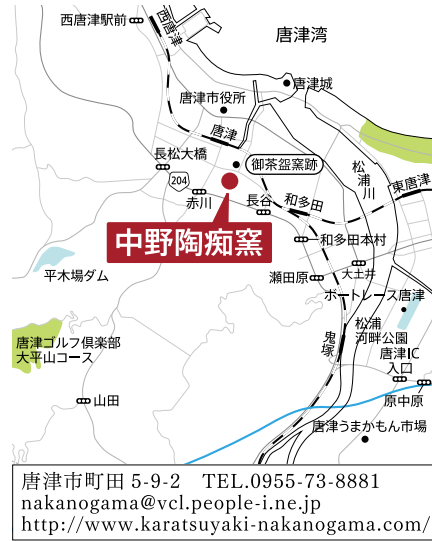 西唐津駅前
西唐津
唐津湾
唐津城
唐津市役所
唐津
長松大橋
御茶盌窯跡
松浦川
204
東唐津
赤川
和多田
長谷
中野陶痴窯
和多田本村
平木場ダム
瀬田原
大土井
ボートレース唐津
鬼塚
松浦
河畔公園
唐津ゴルフ倶楽部
大平山コース
唐津IC
入口
山田
原中原
唐津うまかもん市場
唐津市町田 5-9-2 TEL.0955-73-8881
nakanogama@vcl.people-i.ne.jp
http://www.karatsuyaki-nakanogama.com/